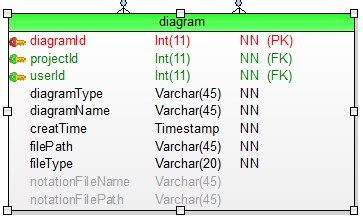 diagram
diagramId Int(11) NN (PK)
projectId Int(11) NN (FK)
userId Int(11) NN (FK)
diagramType Varchar(45) NN
diagramName Varchar(45) NN
creatTime Timestamp NN
filePath Varchar(45) NN
fileType Varchar(20) NN
notationFileName Varchar(45)
notationFilePath Varchar(45)